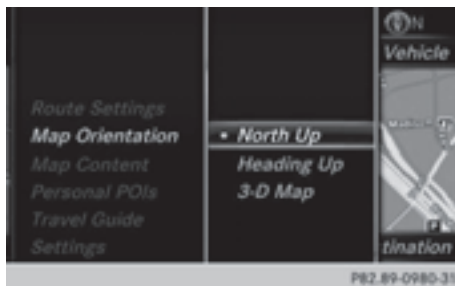 N
Vehicle
Route Settings
Map Orientation
• North Up
Map Content
Heading Up
Personal POIs
3-D Map
Travel Guide
Settings
tination
P82.89-0980-31